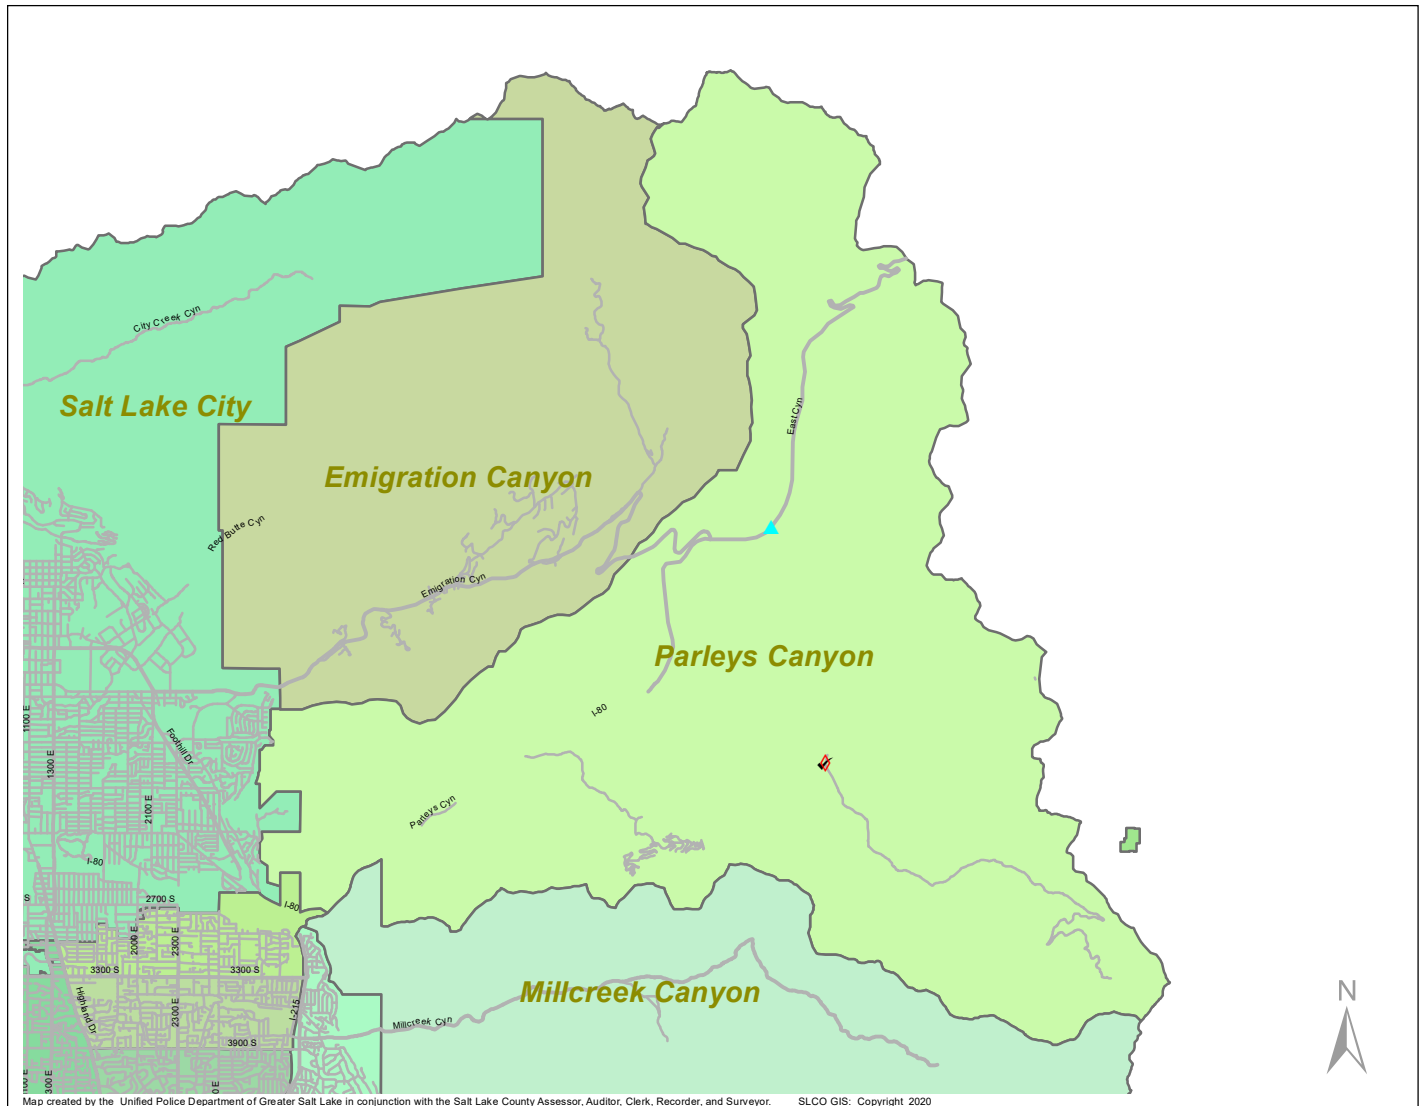 City Creek Cyn
Salt Lake City
East Cyn
Emigration Canyon
Red Butte Cyn
Emigration Cyn
Parleys Canyon
I-80
1100 E
1300 E
Foothill Dr
2100 E
Parleys Cyn
I-80
S
2700 S
I-80
2000 E
2300 E
3300 S
3300 S
Highland Dr
2300 E
I-215
Millcreek Canyon
Millcreek Cyn
3900 S
N
Map created by the Unified Police Department of Greater Salt Lake in conjunction with the Salt Lake County Assessor, Auditor, Clerk, Recorder, and Surveyor. SLCO GIS: Copyright 2020